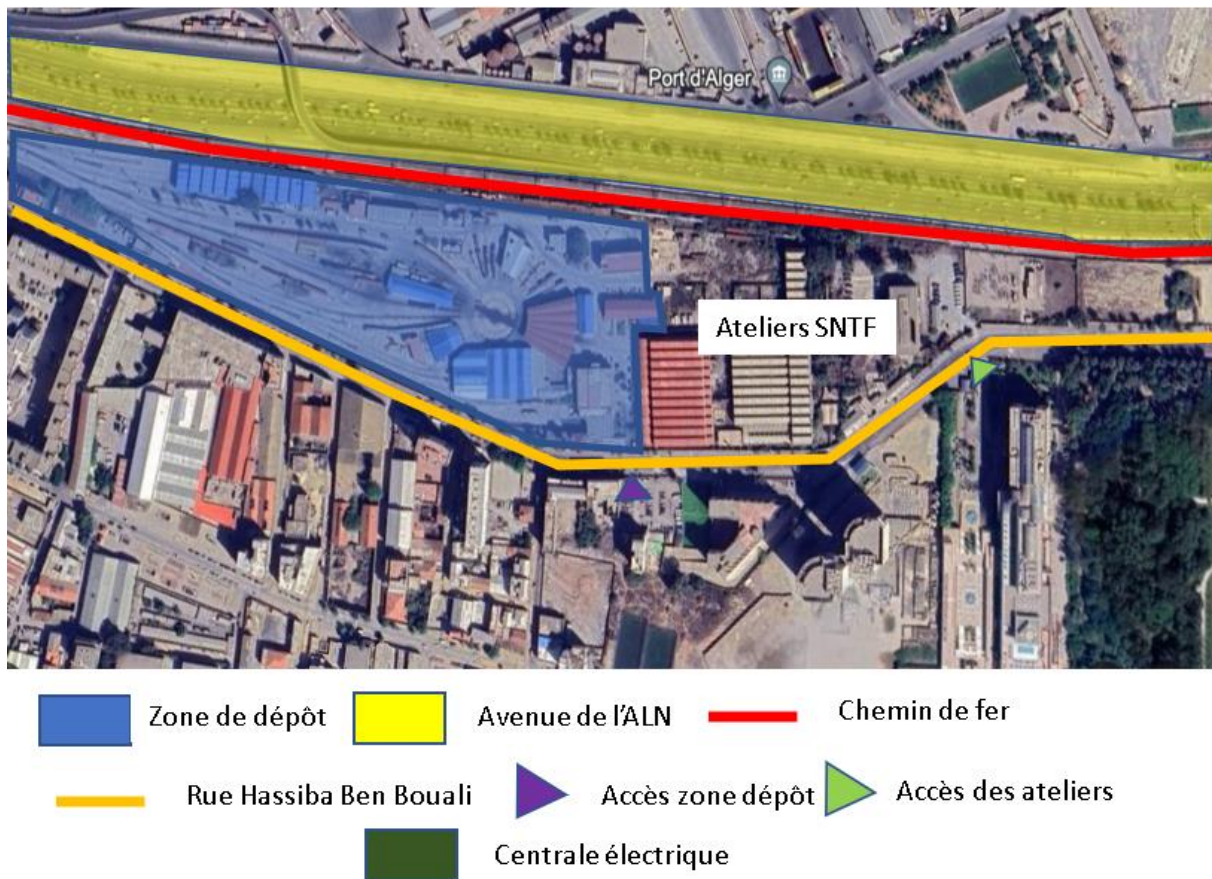 Port d'Alger
Ateliers SNTF
Zone de dépôt
Avenue de l'ALN
Chemin de fer
Rue Hassiba Ben Bouali
Accès zone dépôt
Accès des ateliers
Centrale électrique